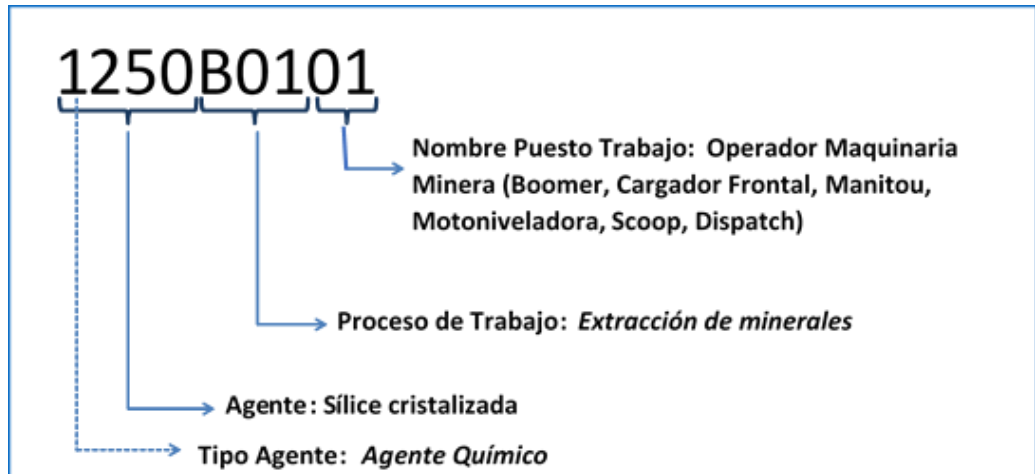 1250B0101
Nombre Puesto Trabajo: Operador Maquinaria
Minera (Boomer, Cargador Frontal, Manitou,
Motoniveladora, Scoop, Dispatch)
Proceso de Trabajo: Extracción de minerales
Agente: Sílice cristalizada
Tipo Agente: Agente Químico